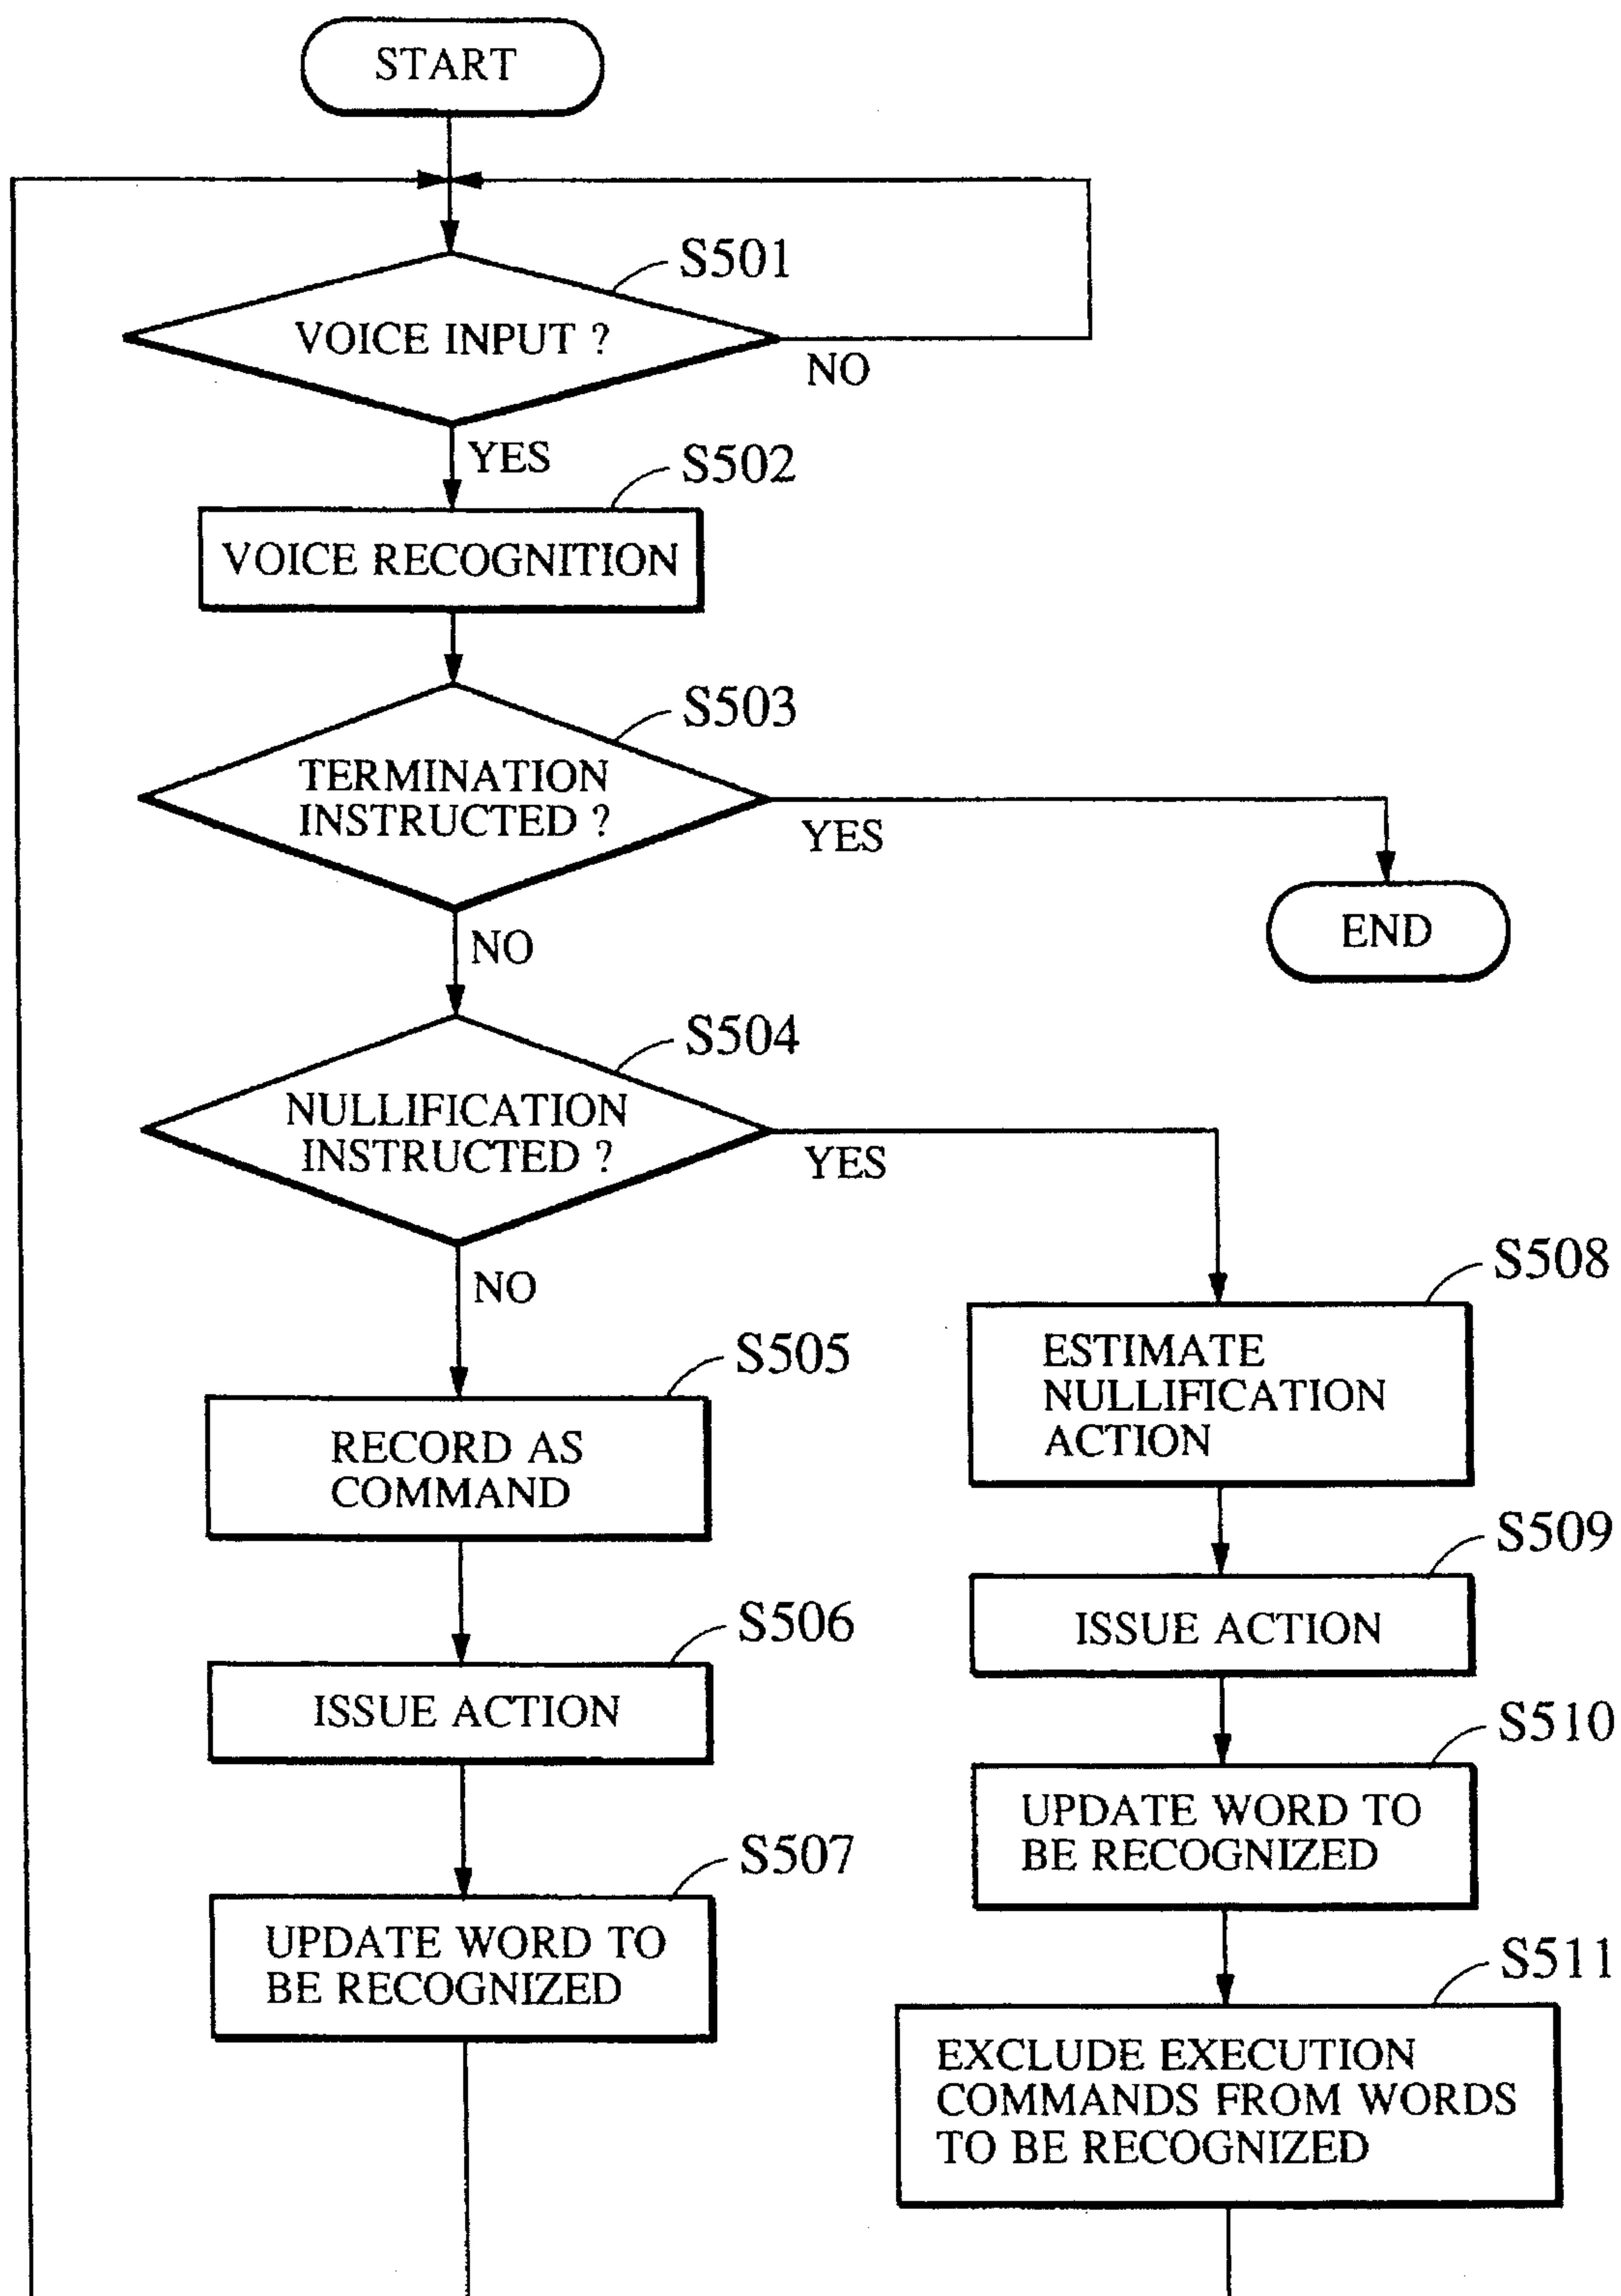 START
S501
VOICE INPUT ?
NO
YES
S502
VOICE RECOGNITION
S503
TERMINATION
INSTRUCTED ?
YES
END
NO
S504
NULLIFICATION
INSTRUCTED ?
YES
NO
S505
RECORD AS
COMMAND
S506
ISSUE ACTION
S507
UPDATE WORD TO
BE RECOGNIZED
S508
ESTIMATE
NULLIFICATION
ACTION
S509
ISSUE ACTION
S510
UPDATE WORD TO
BE RECOGNIZED
S511
EXCLUDE EXECUTION
COMMANDS FROM WORDS
TO BE RECOGNIZED